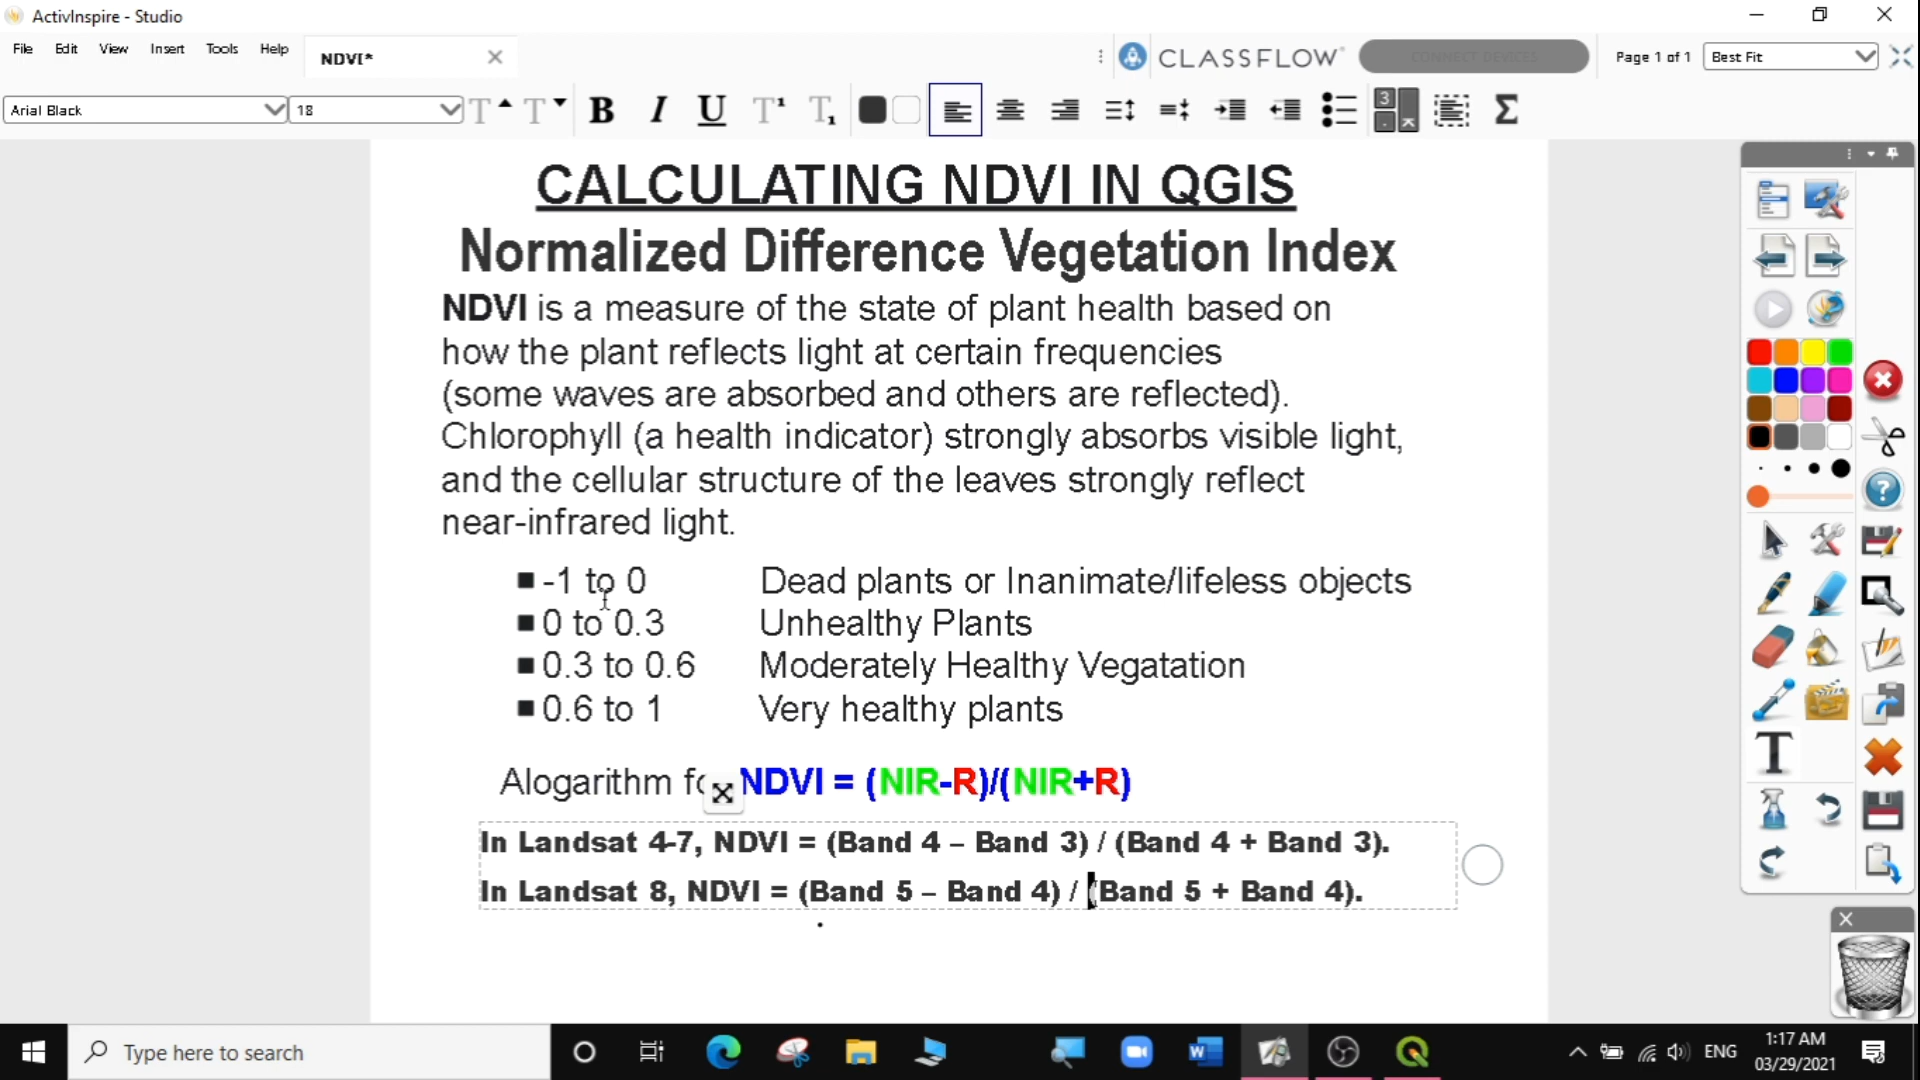 ActivInspire - Studio
File Edit View Insert Tools Help
NDVI*
CLASSFLOW
CONNECT DEVICES
Page 1 of 1
Best Fit
Arial Black
18
CALCULATING NDVI IN QGIS
Normalized Difference Vegetation Index
NDVI is a measure of the state of plant health based on
how the plant reflects light at certain frequencies
(some waves are absorbed and others are reflected).
Chlorophyll (a health indicator) strongly absorbs visible light,
and the cellular structure of the leaves strongly reflect
near-infrared light.
-1 to 0 Dead plants or Inanimate/lifeless objects
0 to 0.3 Unhealthy Plants
0.3 to 0.6 Moderately Healthy Vegatation
0.6 to 1 Very healthy plants
Alogarithm fo NDVI = (NIR-R)/(NIR+R)
In Landsat 4-7, NDVI = (Band 4 – Band 3) / (Band 4 + Band 3).
In Landsat 8, NDVI = (Band 5 – Band 4) / (Band 5 + Band 4).
.
Type here to search
ENG
1:17 AM
03/29/2021